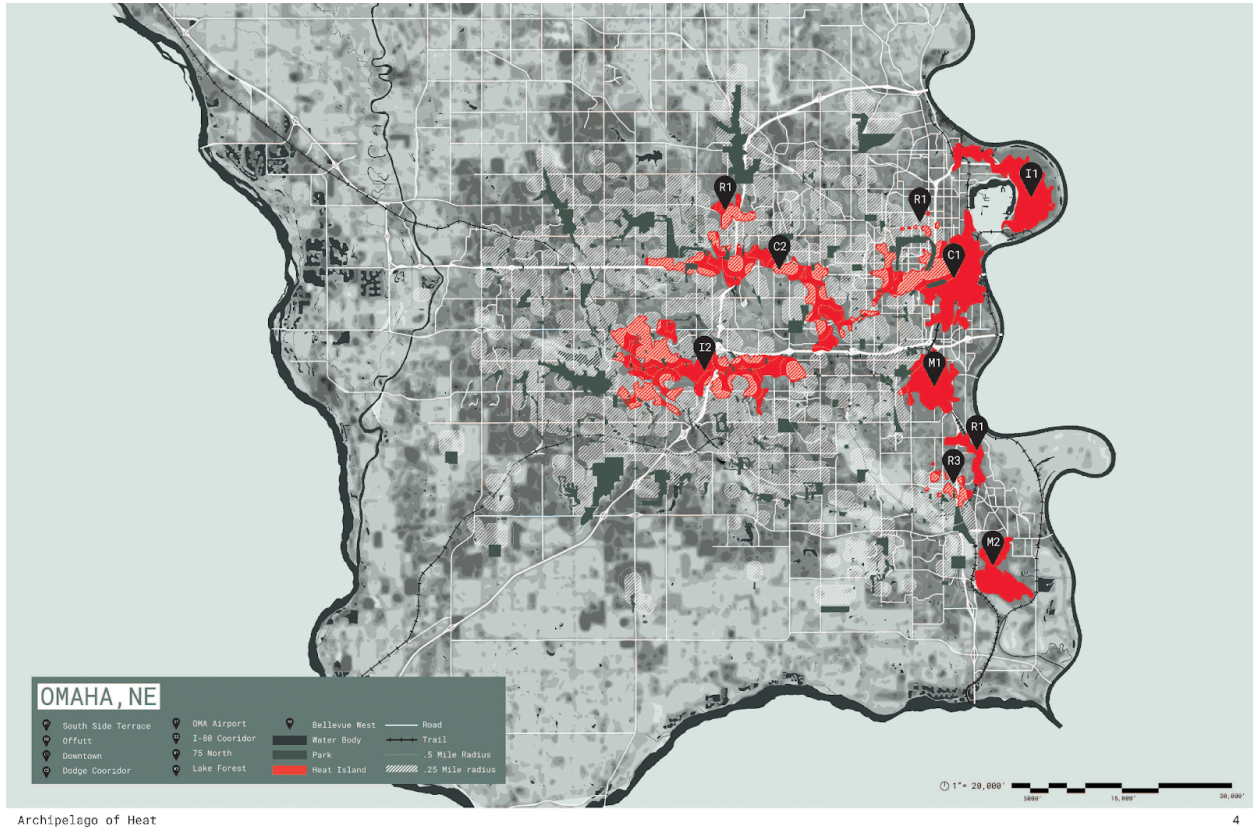 R1
R1
I1
C2
C1
I2
M1
R1
R3
M2
OMAHA,NE
South Side Terrace
Offutt
Downtown
Dodge Cooridor
OMA Airport
I-80 Cooridor
75 North
Lake Forest
Bellevue West
Water Body
Park
Heat Island
Road
Trail
.5 Mile Radius
.25 Mile radius
1"= 20,000'
5000' 15,000' 30,000'
Archipelago of Heat 4